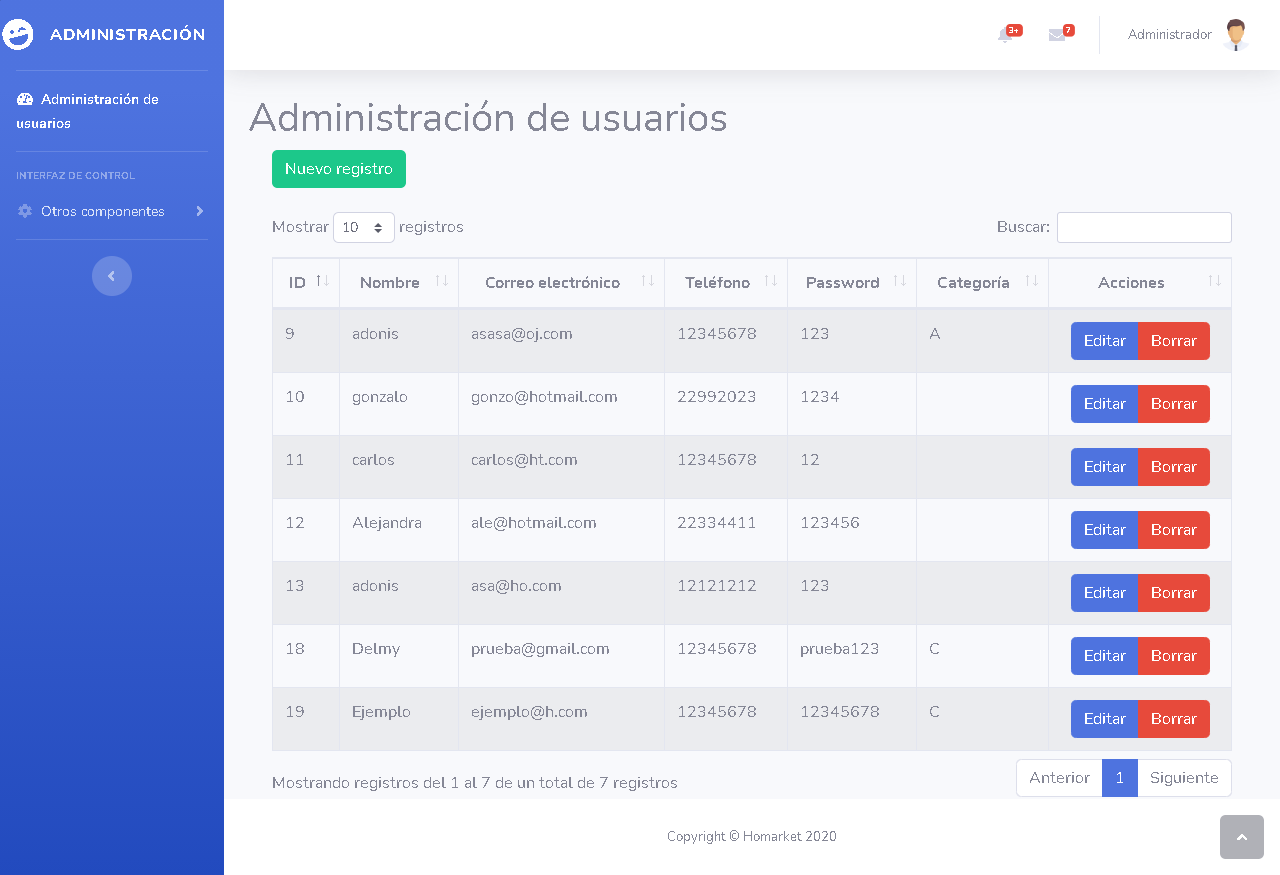 ADMINISTRACIÓN
3+
7
Administrador
Administración de
usuarios
INTERFAZ DE CONTROL
Otros componentes
Administración de usuarios
Nuevo registro
Mostrar 10 registros
Buscar:
ID Nombre Correo electrónico Teléfono Password Categoría Acciones
9 adonis asasa@oj.com 12345678 123 A Editar Borrar
10 gonzalo gonzo@hotmail.com 22992023 1234 Editar Borrar
11 carlos carlos@ht.com 12345678 12 Editar Borrar
12 Alejandra ale@hotmail.com 22334411 123456 Editar Borrar
13 adonis asa@ho.com 12121212 123 Editar Borrar
18 Delmy prueba@gmail.com 12345678 prueba123 C Editar Borrar
19 Ejemplo ejemplo@h.com 12345678 12345678 C Editar Borrar
Mostrando registros del 1 al 7 de un total de 7 registros
Anterior 1 Siguiente
Copyright © Homarket 2020